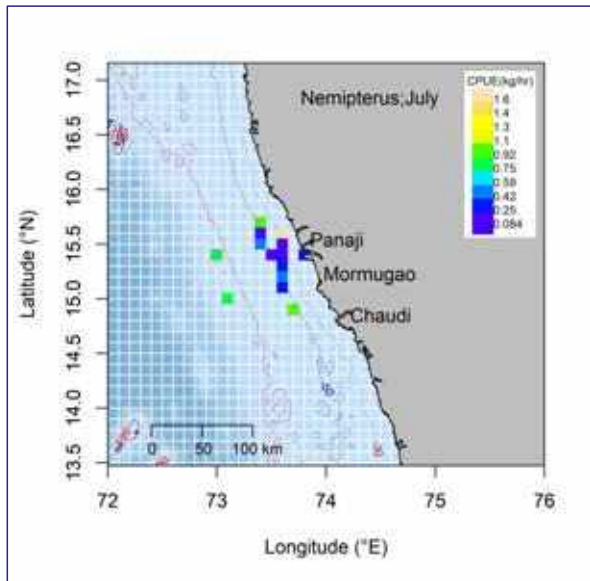 Nemipterus;July
CPUE(kg/hr)
1.6
1.4
1.3
1.1
0.92
0.75
0.59
0.42
0.25
0.084
Panaji
Mormugao
Chaudi
Latitude (°N)
17.0
16.5
16.0
15.5
15.0
14.5
14.0
13.5
0 50 100 km
72 73 74 75 76
Longitude (°E)